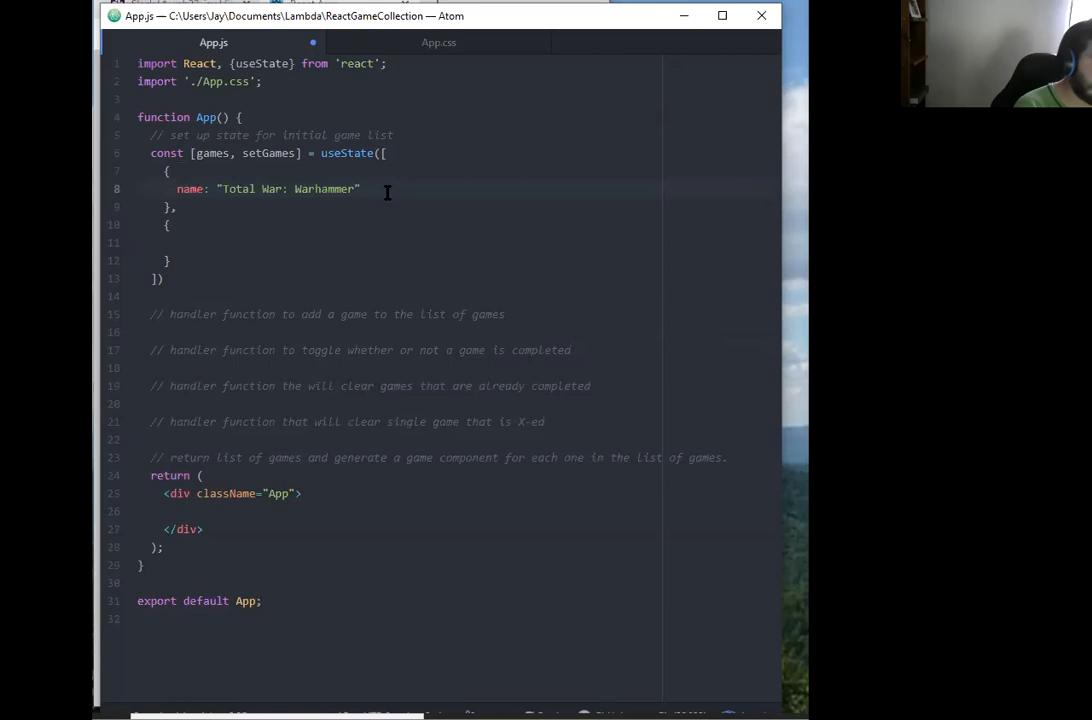 App.js — C:\Users\Jay\Documents\Lambda\ReactGameCollection — Atom
App.js
App.css
1 import React, {useState} from 'react';
2 import './App.css';
3
4 function App() {
5 // set up state for initial game list
6 const [games, setGames] = useState([
7 {
8 name: "Total War: Warhammer"
9 },
10 {
11
12 }
13 ])
14
15 // handler function to add a game to the list of games
16
17 // handler function to toggle whether or not a game is completed
18
19 // handler function the will clear games that are already completed
20
21 // handler function that will clear single game that is X-ed
22
23 // return list of games and generate a game component for each one in the list of games.
24 return (
25 <div className="App">
26
27 </div>
28 );
29 }
30
31 export default App;
32